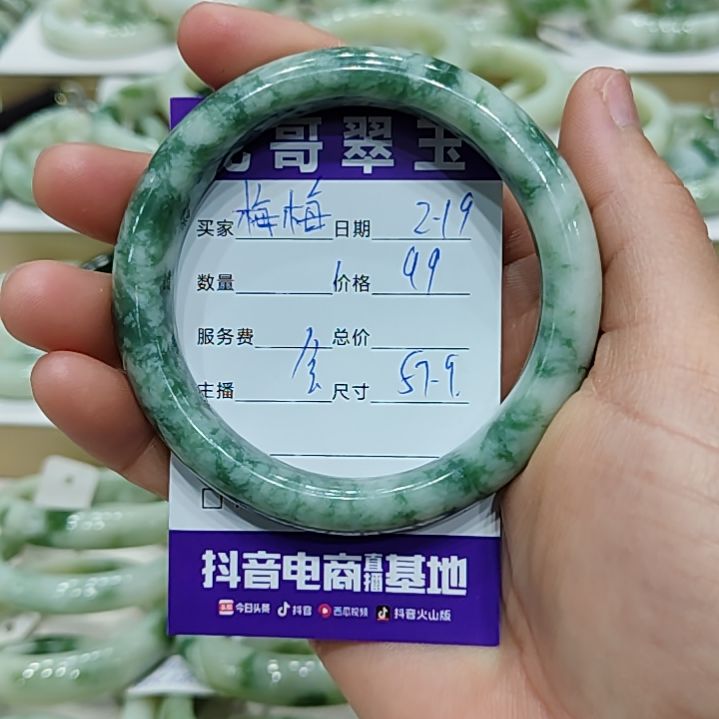 哥翠玉
买家 梅梅 日期 2-19
数量 1 价格 99
服务费 总价
主播 尺寸 57-9.
抖音电商直播基地
今日头条 抖音 西瓜视频 抖音火山版